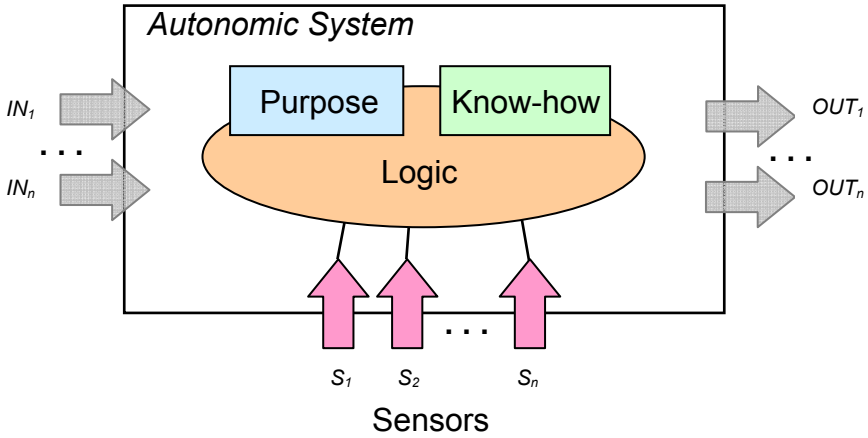 Autonomic System
Purpose Know-how
IN₁ OUT₁
. . . . . .
Logic
INₙ OUTₙ
. . .
S₁ S₂ Sₙ
Sensors